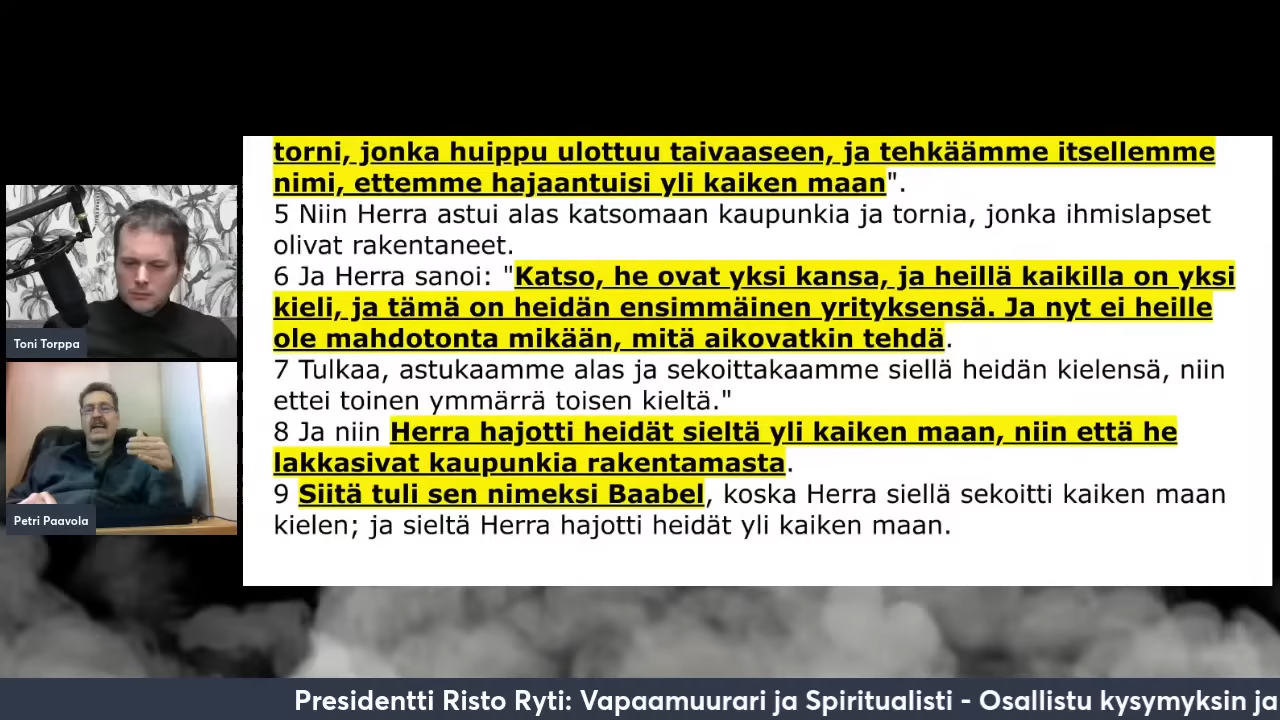 torni, jonka huippu ulottuu taivaaseen, ja tehkäämme itsellemme
nimi, ettemme hajaantuisi yli kaiken maan".
5 Niin Herra astui alas katsomaan kaupunkia ja tornia, jonka ihmislapset
olivat rakentaneet.
6 Ja Herra sanoi: "Katso, he ovat yksi kansa, ja heillä kaikilla on yksi
kieli, ja tämä on heidän ensimmäinen yrityksensä. Ja nyt ei heille
ole mahdotonta mikään, mitä aikovatkin tehdä.
7 Tulkaa, astukaamme alas ja sekoittakaamme siellä heidän kielensä, niin
ettei toinen ymmärrä toisen kieltä."
8 Ja niin Herra hajotti heidät sieltä yli kaiken maan, niin että he
lakkasivat kaupunkia rakentamasta.
9 Siitä tuli sen nimeksi Baabel, koska Herra siellä sekoitti kaiken maan
kielen; ja sieltä Herra hajotti heidät yli kaiken maan.
Toni Torppa
Petri Paavola
Presidentti Risto Ryti: Vapaamuurari ja Spiritualisti - Osallistu kysymyksin ja